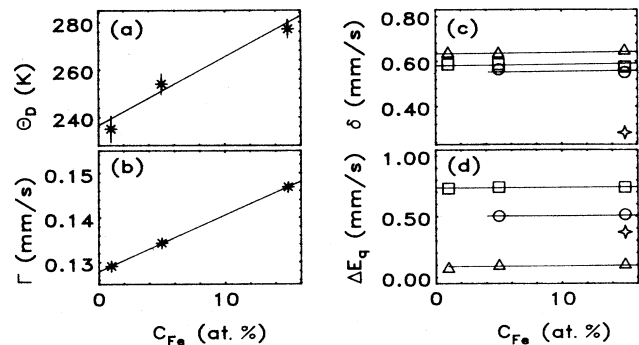 280
260
240
Θ_D (K)
(a)
0.15
0.14
0.13
Γ (mm/s)
(b)
0 10
C_Fe (at. %)
0.80
0.60
0.40
δ (mm/s)
(c)
1.00
0.50
0.00
ΔE_q (mm/s)
(d)
0 10
C_Fe (at. %)